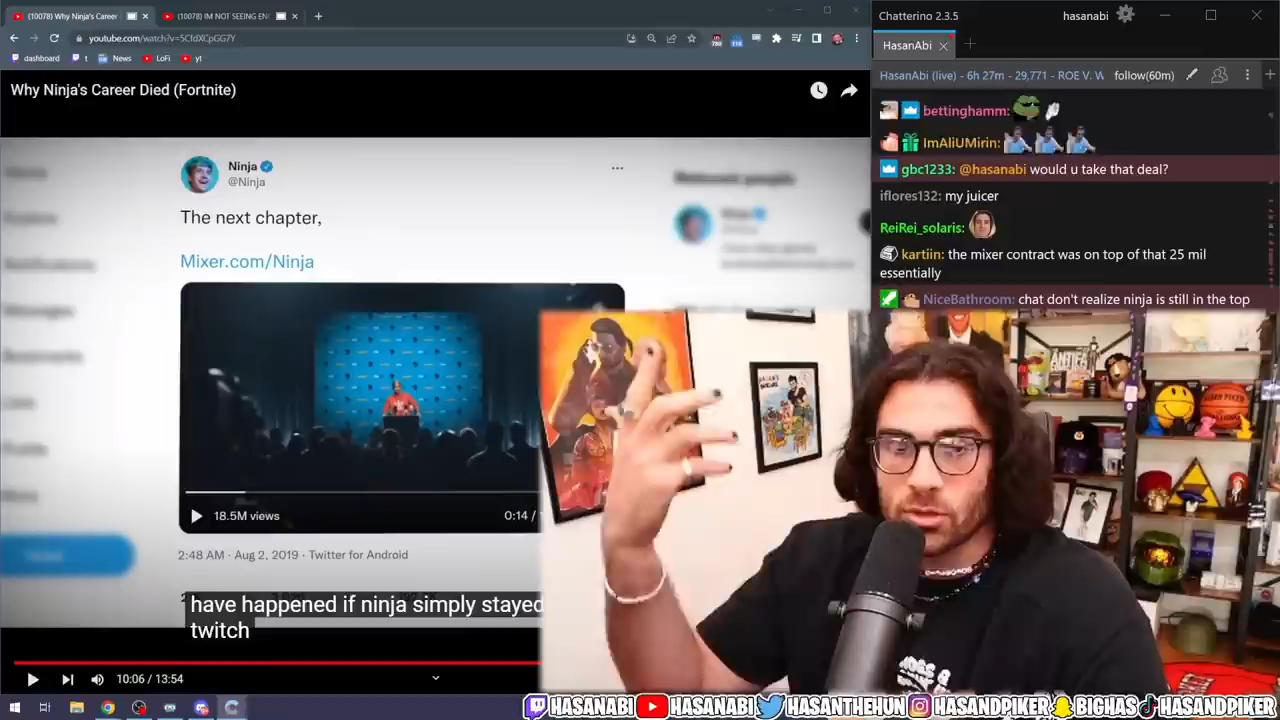 (10078) Why Ninja's Career
(10078) IM NOT SEEING EN
youtube.com/watch?v=5CfdXCpGG7Y
dashboard
t
News
LoFi
yt
Why Ninja's Career Died (Fortnite)
Ninja
@Ninja
The next chapter,
Mixer.com/Ninja
18.5M views
0:14 /
2:48 AM · Aug 2, 2019 · Twitter for Android
have happened if ninja simply stayed
twitch
10:06 / 13:54
Chatterino 2.3.5
hasanabi
HasanAbi
HasanAbi (live) - 6h 27m - 29,771 - ROE V. W
follow(60m)
bettinghamm:
ImAliUMirin:
gbc1233: @hasanabi would u take that deal?
iflores132: my juicer
ReiRei_solaris:
kartiin: the mixer contract was on top of that 25 mil
essentially
NiceBathroom: chat don't realize ninja is still in the top
ANTIFA
HASANABI
HASANABI
HASANTHEHUN
HASANDPIKER
BIGHAS
HASANDPIKER